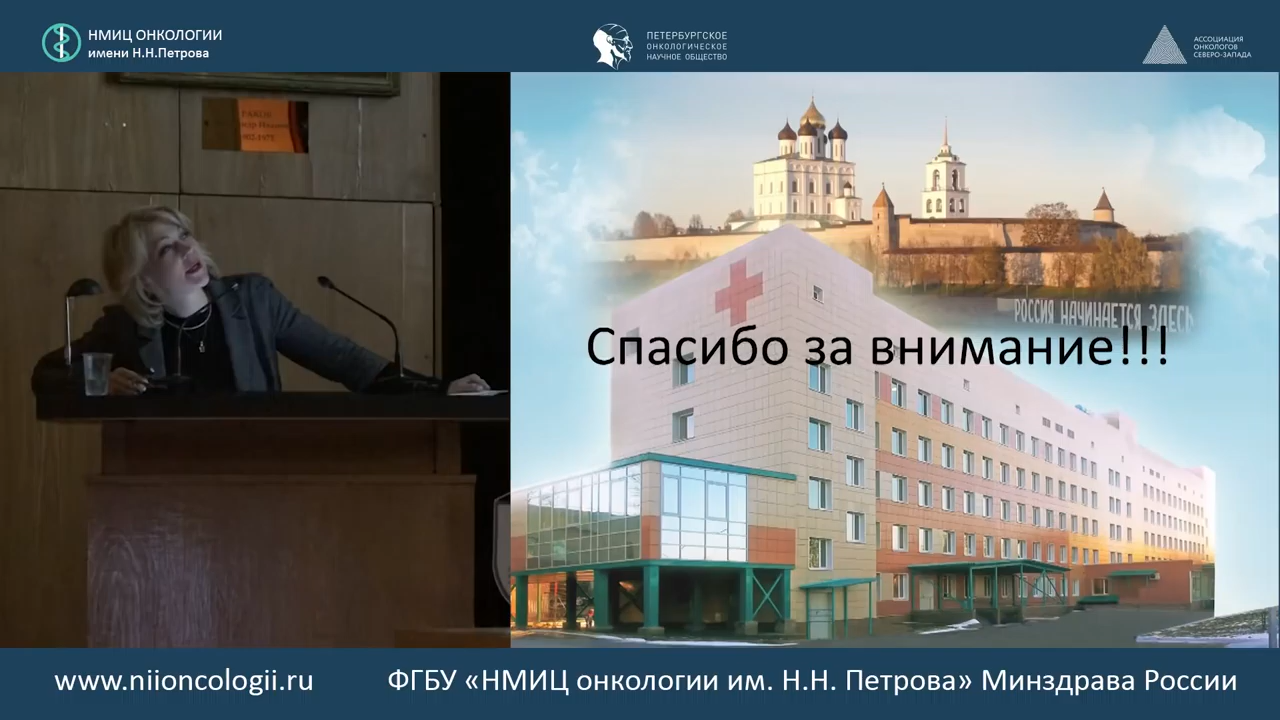 НМИЦ ОНКОЛОГИИ
имени Н.Н.Петрова
ПЕТЕРБУРГСКОЕ
ОНКОЛОГИЧЕСКОЕ
НАУЧНОЕ ОБЩЕСТВО
АССОЦИАЦИЯ
ОНКОЛОГОВ
СЕВЕРО-ЗАПАДА
РОССИЯ НАЧИНАЕТСЯ ЗДЕСЬ
Спасибо за внимание!!!
www.niioncologii.ru
ФГБУ «НМИЦ онкологии им. Н.Н. Петрова» Минздрава России